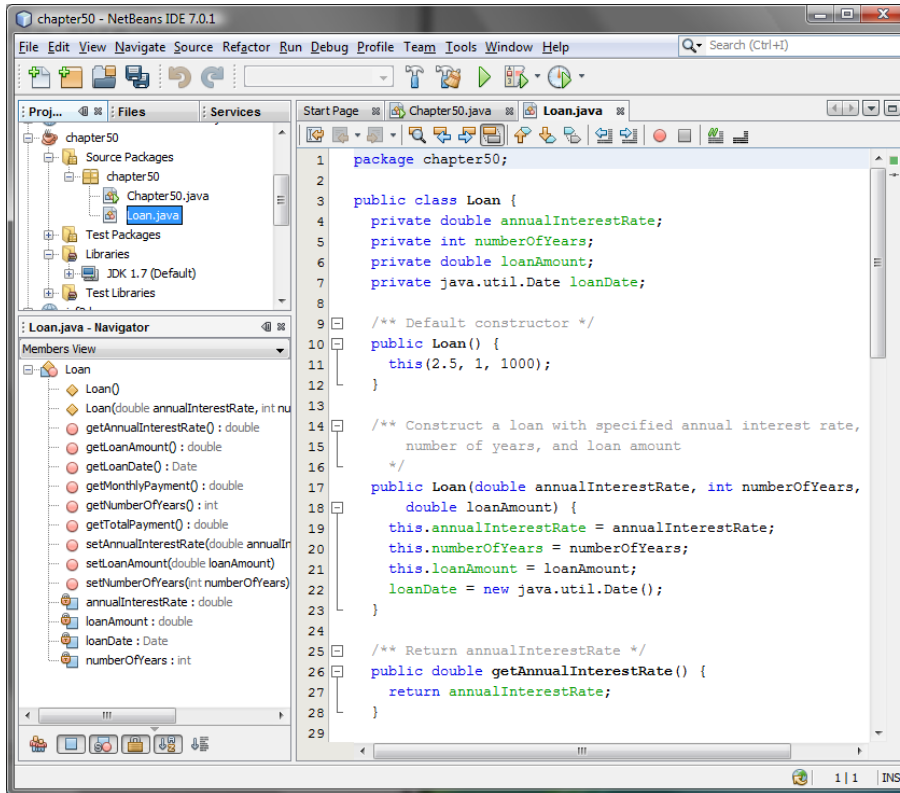 chapter50 - NetBeans IDE 7.0.1
File Edit View Navigate Source Refactor Run Debug Profile Team Tools Window Help
Search (Ctrl+I)
Proj... Files Services
chapter50
Source Packages
chapter50
Chapter50.java
Loan.java
Test Packages
Libraries
JDK 1.7 (Default)
Test Libraries
Loan.java - Navigator
Members View
Loan
Loan()
Loan(double annualInterestRate, int nu
getAnnualInterestRate() : double
getLoanAmount() : double
getLoanDate() : Date
getMonthlyPayment() : double
getNumberOfYears() : int
getTotalPayment() : double
setAnnualInterestRate(double annualIn
setLoanAmount(double loanAmount)
setNumberOfYears(int numberOfYears)
annualInterestRate : double
loanAmount : double
loanDate : Date
numberOfYears : int
Start Page Chapter50.java Loan.java
1 package chapter50;
2
3 public class Loan {
4 private double annualInterestRate;
5 private int numberOfYears;
6 private double loanAmount;
7 private java.util.Date loanDate;
8
9 /** Default constructor */
10 public Loan() {
11 this(2.5, 1, 1000);
12 }
13
14 /** Construct a loan with specified annual interest rate,
15 number of years, and loan amount
16 */
17 public Loan(double annualInterestRate, int numberOfYears,
18 double loanAmount) {
19 this.annualInterestRate = annualInterestRate;
20 this.numberOfYears = numberOfYears;
21 this.loanAmount = loanAmount;
22 loanDate = new java.util.Date();
23 }
24
25 /** Return annualInterestRate */
26 public double getAnnualInterestRate() {
27 return annualInterestRate;
28 }
29
1 | 1 INS